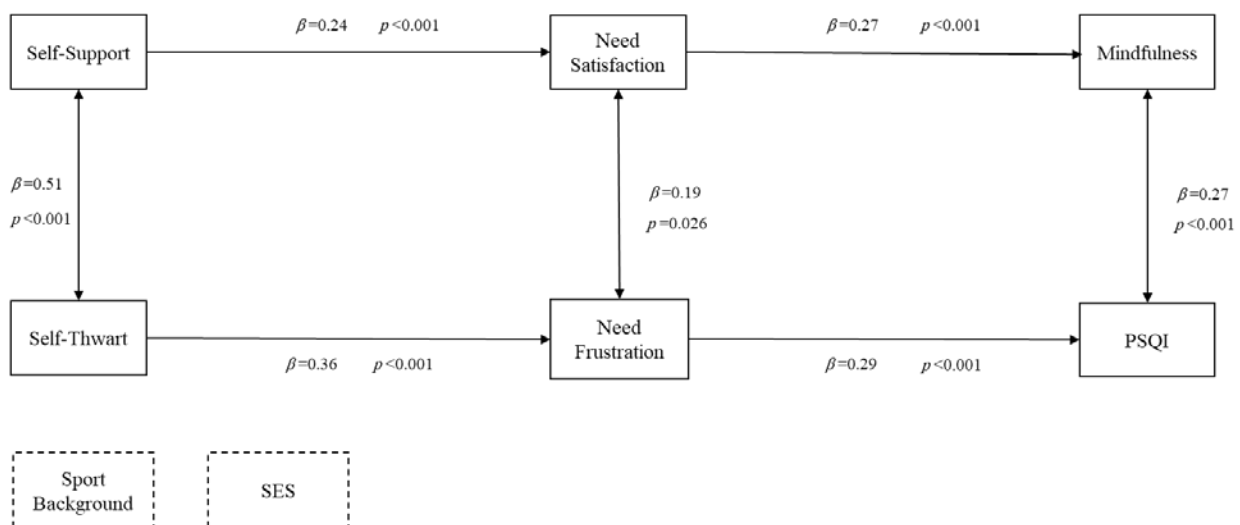 β=0.24 p<0.001
β=0.27 p<0.001
Self-Support
Need
Satisfaction
Mindfulness
β=0.51
p<0.001
β=0.19
p=0.026
β=0.27
p<0.001
Self-Thwart
Need
Frustration
PSQI
β=0.36 p<0.001
β=0.29 p<0.001
Sport
Background
SES